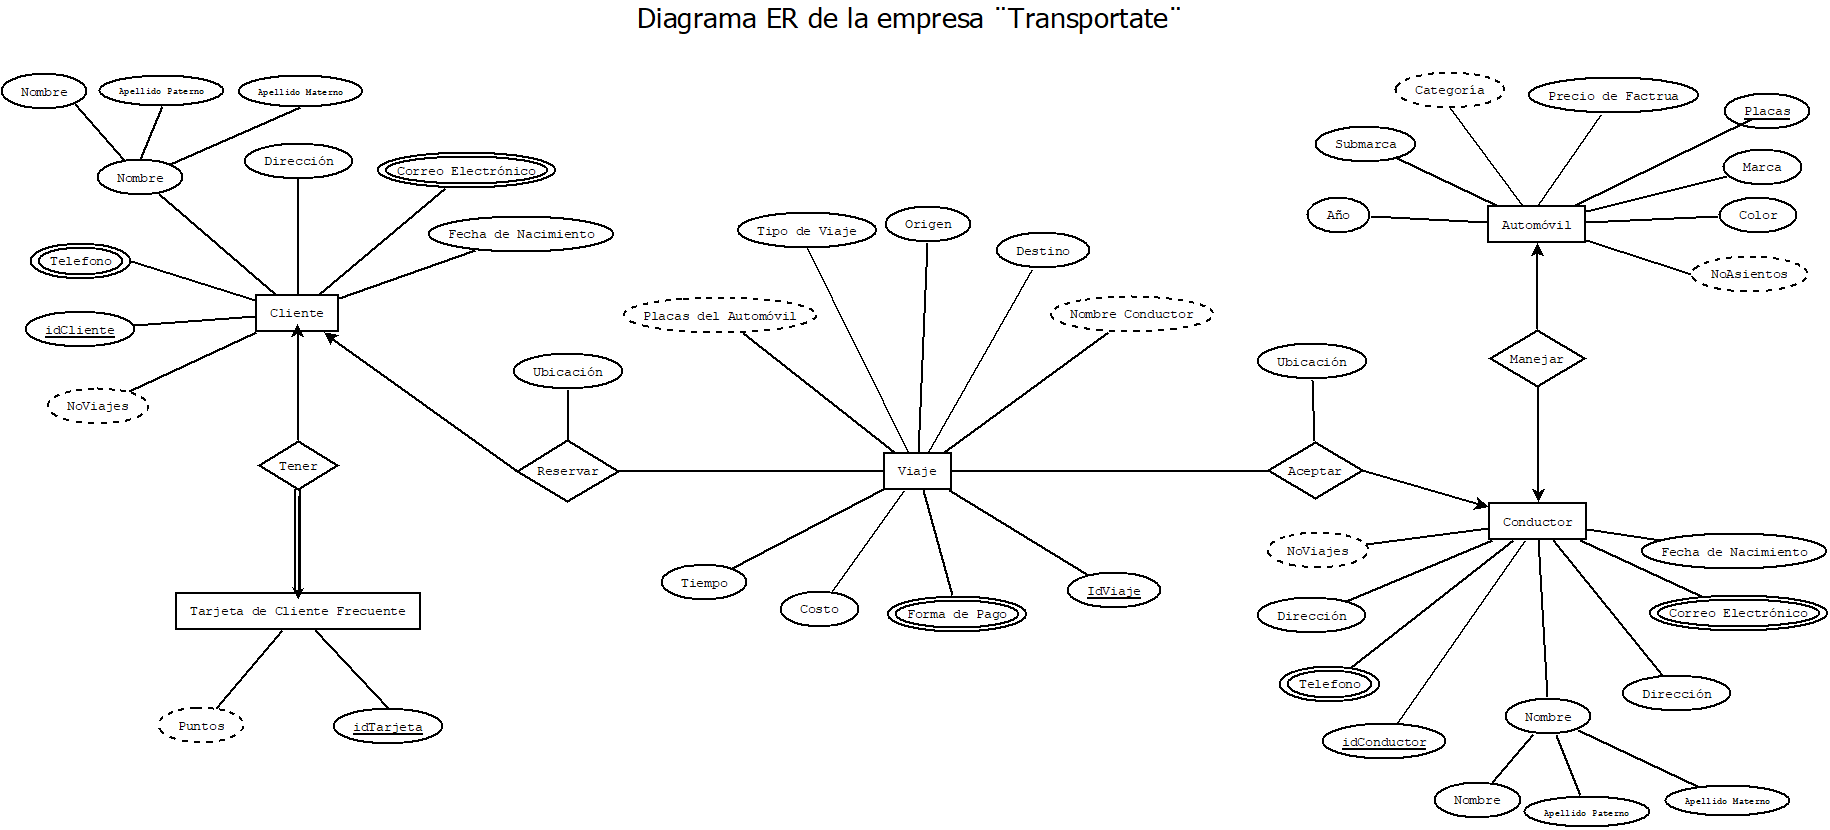 Diagrama ER de la empresa ¨Transportate¨
Nombre
Apellido Paterno
Apellido Materno
Nombre
Dirección
Correo Electrónico
Fecha de Nacimiento
Telefono
idCliente
Cliente
NoViajes
Tener
Tarjeta de Cliente Frecuente
Puntos
idTarjeta
Ubicación
Reservar
Tipo de Viaje
Origen
Destino
Placas del Automóvil
Nombre Conductor
Viaje
Tiempo
Costo
Forma de Pago
IdViaje
Ubicación
Aceptar
Categoría
Precio de Factrua
Placas
Submarca
Marca
Año
Automóvil
Color
NoAsientos
Manejar
Conductor
NoViajes
Fecha de Nacimiento
Dirección
Correo Electrónico
Telefono
Dirección
idConductor
Nombre
Nombre
Apellido Paterno
Apellido Materno